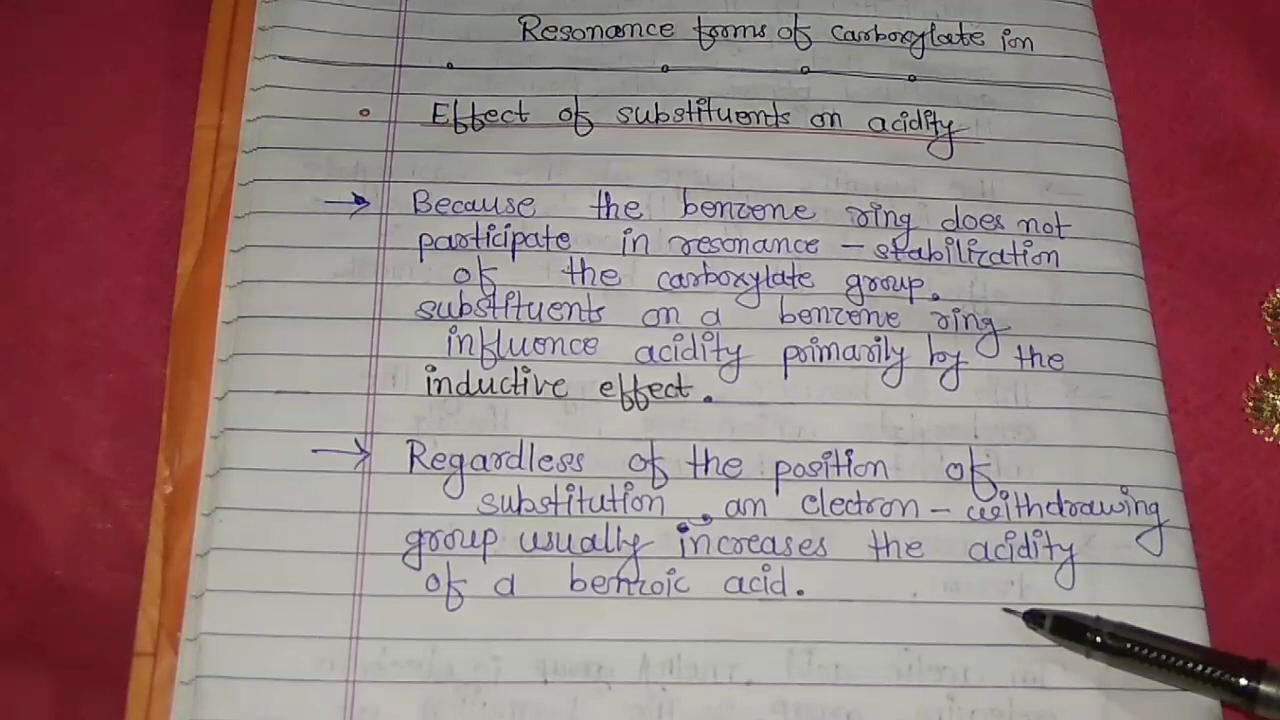 Resonance forms of carboxylate ion
Effect of substituents on acidity
→ Because the benzene ring does not
participate in resonance - stabilization
of the carboxylate group.
substituents on a benzene ring
influence acidity primarily by the
inductive effect.
→ Regardless of the position of
substitution, an electron - withdrawing
group usually increases the acidity
of a benzoic acid.